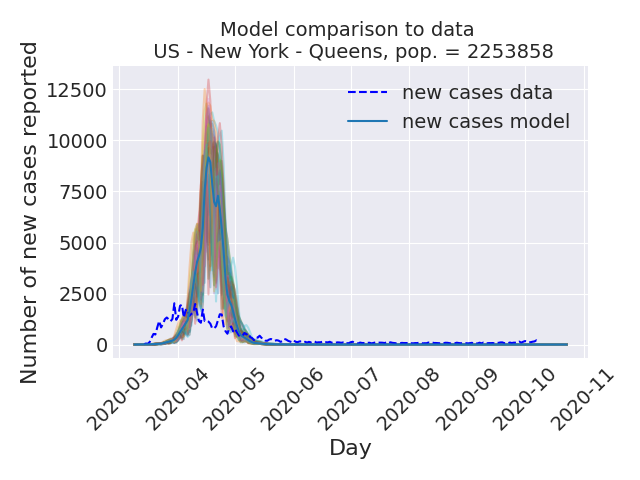 Model comparison to data
US - New York - Queens, pop. = 2253858
Number of new cases reported
12500
10000
7500
5000
2500
0
new cases data
new cases model
2020-03
2020-04
2020-05
2020-06
2020-07
2020-08
2020-09
2020-10
2020-11
Day